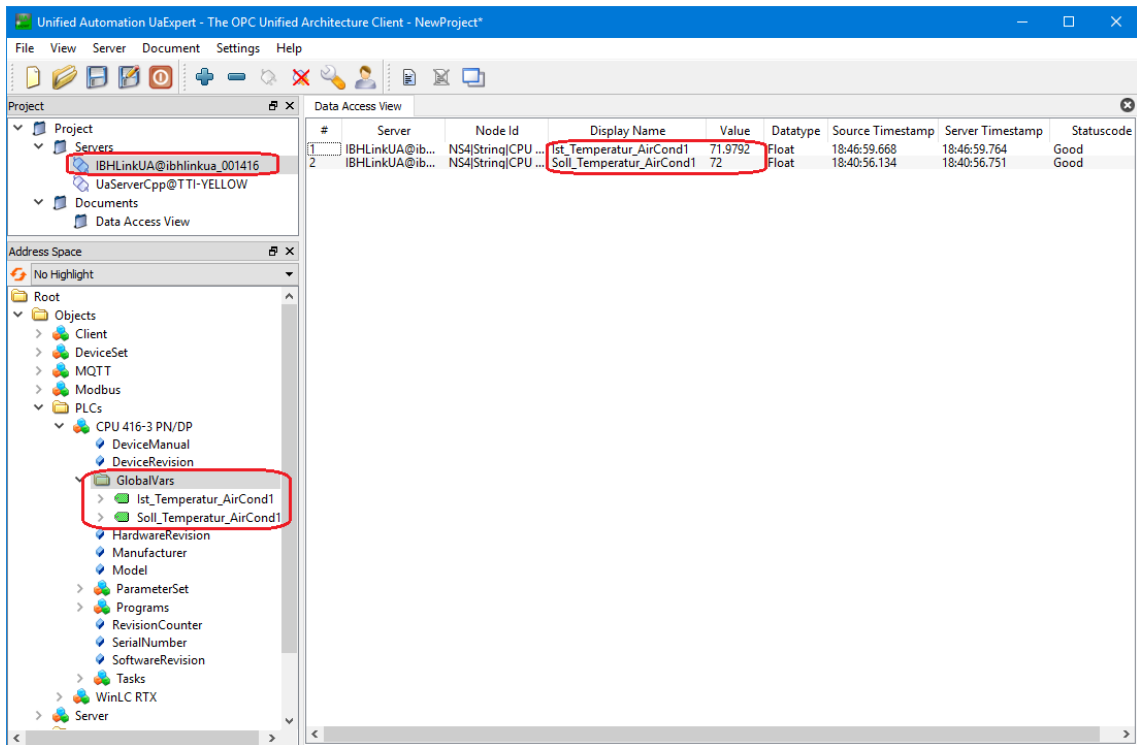 Unified Automation UaExpert - The OPC Unified Architecture Client - NewProject*
File View Server Document Settings Help
Project
Project
Servers
IBHLinkUA@ibhlinkua_001416
UaServerCpp@TTI-YELLOW
Documents
Data Access View
Address Space
No Highlight
Root
Objects
Client
DeviceSet
MQTT
Modbus
PLCs
CPU 416-3 PN/DP
DeviceManual
DeviceRevision
GlobalVars
Ist_Temperatur_AirCond1
Soll_Temperatur_AirCond1
HardwareRevision
Manufacturer
Model
ParameterSet
Programs
RevisionCounter
SerialNumber
SoftwareRevision
Tasks
WinLC RTX
Server
Data Access View
# Server Node Id Display Name Value Datatype Source Timestamp Server Timestamp Statuscode
1 IBHLinkUA@ib... NS4|String|CPU ... Ist_Temperatur_AirCond1 71.9792 Float 18:46:59.668 18:46:59.764 Good
2 IBHLinkUA@ib... NS4|String|CPU ... Soll_Temperatur_AirCond1 72 Float 18:40:56.134 18:40:56.751 Good